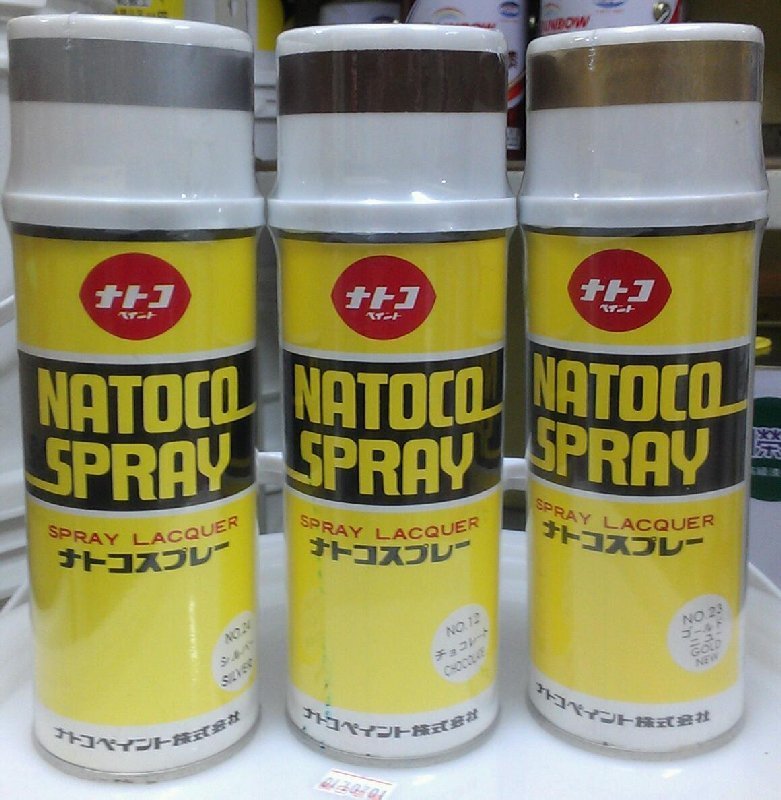 RAINBOW
RAINBOW
ナトコ
ペイント
NATOCO
SPRAY
SPRAY LACQUER
ナトコスプレー
NO.24
シルバー
SILVER
ナトコペイント株式会社
ナトコ
ペイント
NATOCO
SPRAY
SPRAY LACQUER
ナトコスプレー
NO.12
チョコレート
CHOCOLATE
ナトコペイント株式会社
ナトコ
ペイント
NATOCO
SPRAY
SPRAY LACQUER
ナトコスプレー
NO.23
ゴールド
ニュー
GOLD
NEW
ナトコペイント株式会社